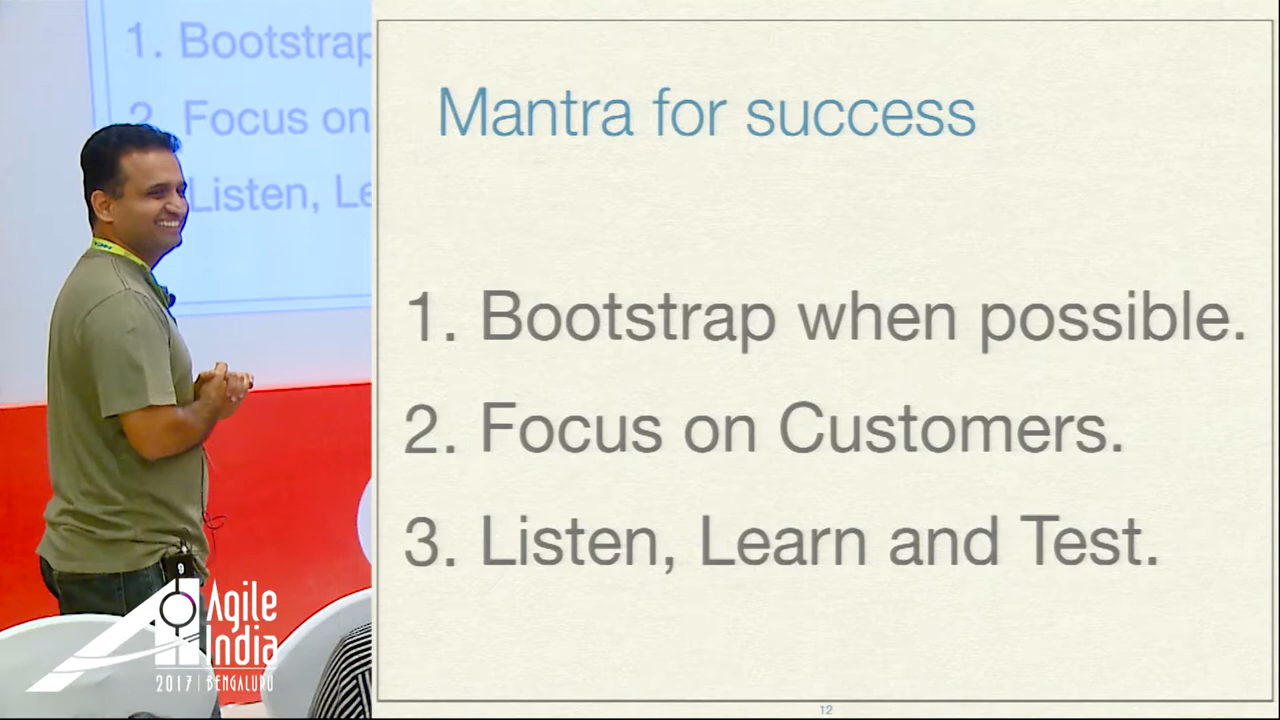 1. Bootstrap
2. Focus on
Listen, Le
Mantra for success
1. Bootstrap when possible.
2. Focus on Customers.
3. Listen, Learn and Test.
12
9
Agile
India
2017 | BENGALURU